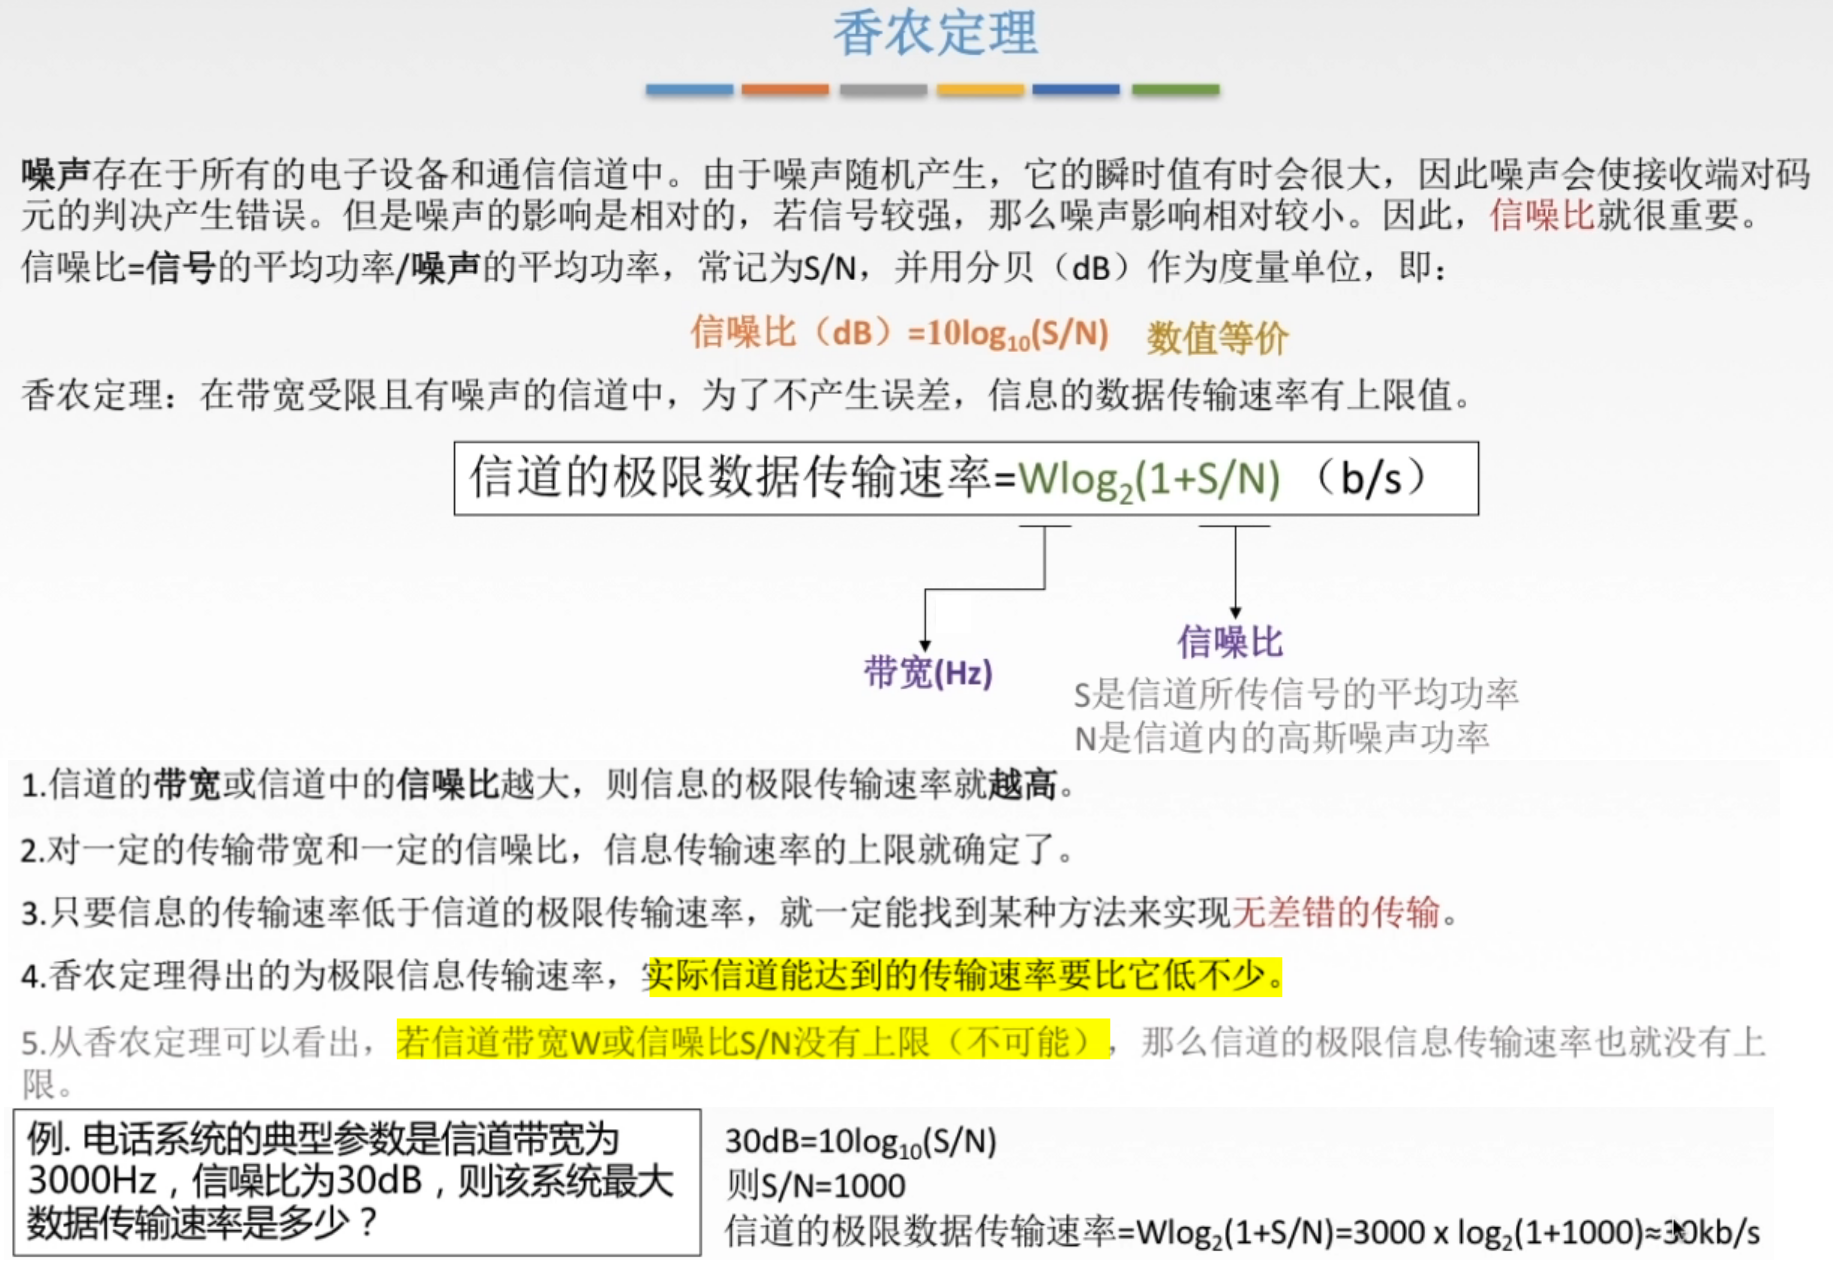 香农定理
噪声存在于所有的电子设备和通信信道中。由于噪声随机产生，它的瞬时值有时会很大，因此噪声会使接收端对码
元的判决产生错误。但是噪声的影响是相对的，若信号较强，那么噪声影响相对较小。因此，信噪比就很重要。
信噪比=信号的平均功率/噪声的平均功率，常记为S/N，并用分贝（dB）作为度量单位，即：
信噪比（dB）=10log₁₀(S/N) 数值等价
香农定理：在带宽受限且有噪声的信道中，为了不产生误差，信息的数据传输速率有上限值。
信道的极限数据传输速率=Wlog₂(1+S/N)（b/s）
带宽(Hz)
信噪比
S是信道所传信号的平均功率
N是信道内的高斯噪声功率
1.信道的带宽或信道中的信噪比越大，则信息的极限传输速率就越高。
2.对一定的传输带宽和一定的信噪比，信息传输速率的上限就确定了。
3.只要信息的传输速率低于信道的极限传输速率，就一定能找到某种方法来实现无差错的传输。
4.香农定理得出的为极限信息传输速率，实际信道能达到的传输速率要比它低不少。
5.从香农定理可以看出，若信道带宽W或信噪比S/N没有上限（不可能），那么信道的极限信息传输速率也就没有上
限。
例. 电话系统的典型参数是信道带宽为
3000Hz，信噪比为30dB，则该系统最大
数据传输速率是多少？
30dB=10log₁₀(S/N)
则S/N=1000
信道的极限数据传输速率=Wlog₂(1+S/N)=3000 x log₂(1+1000)≈30kb/s